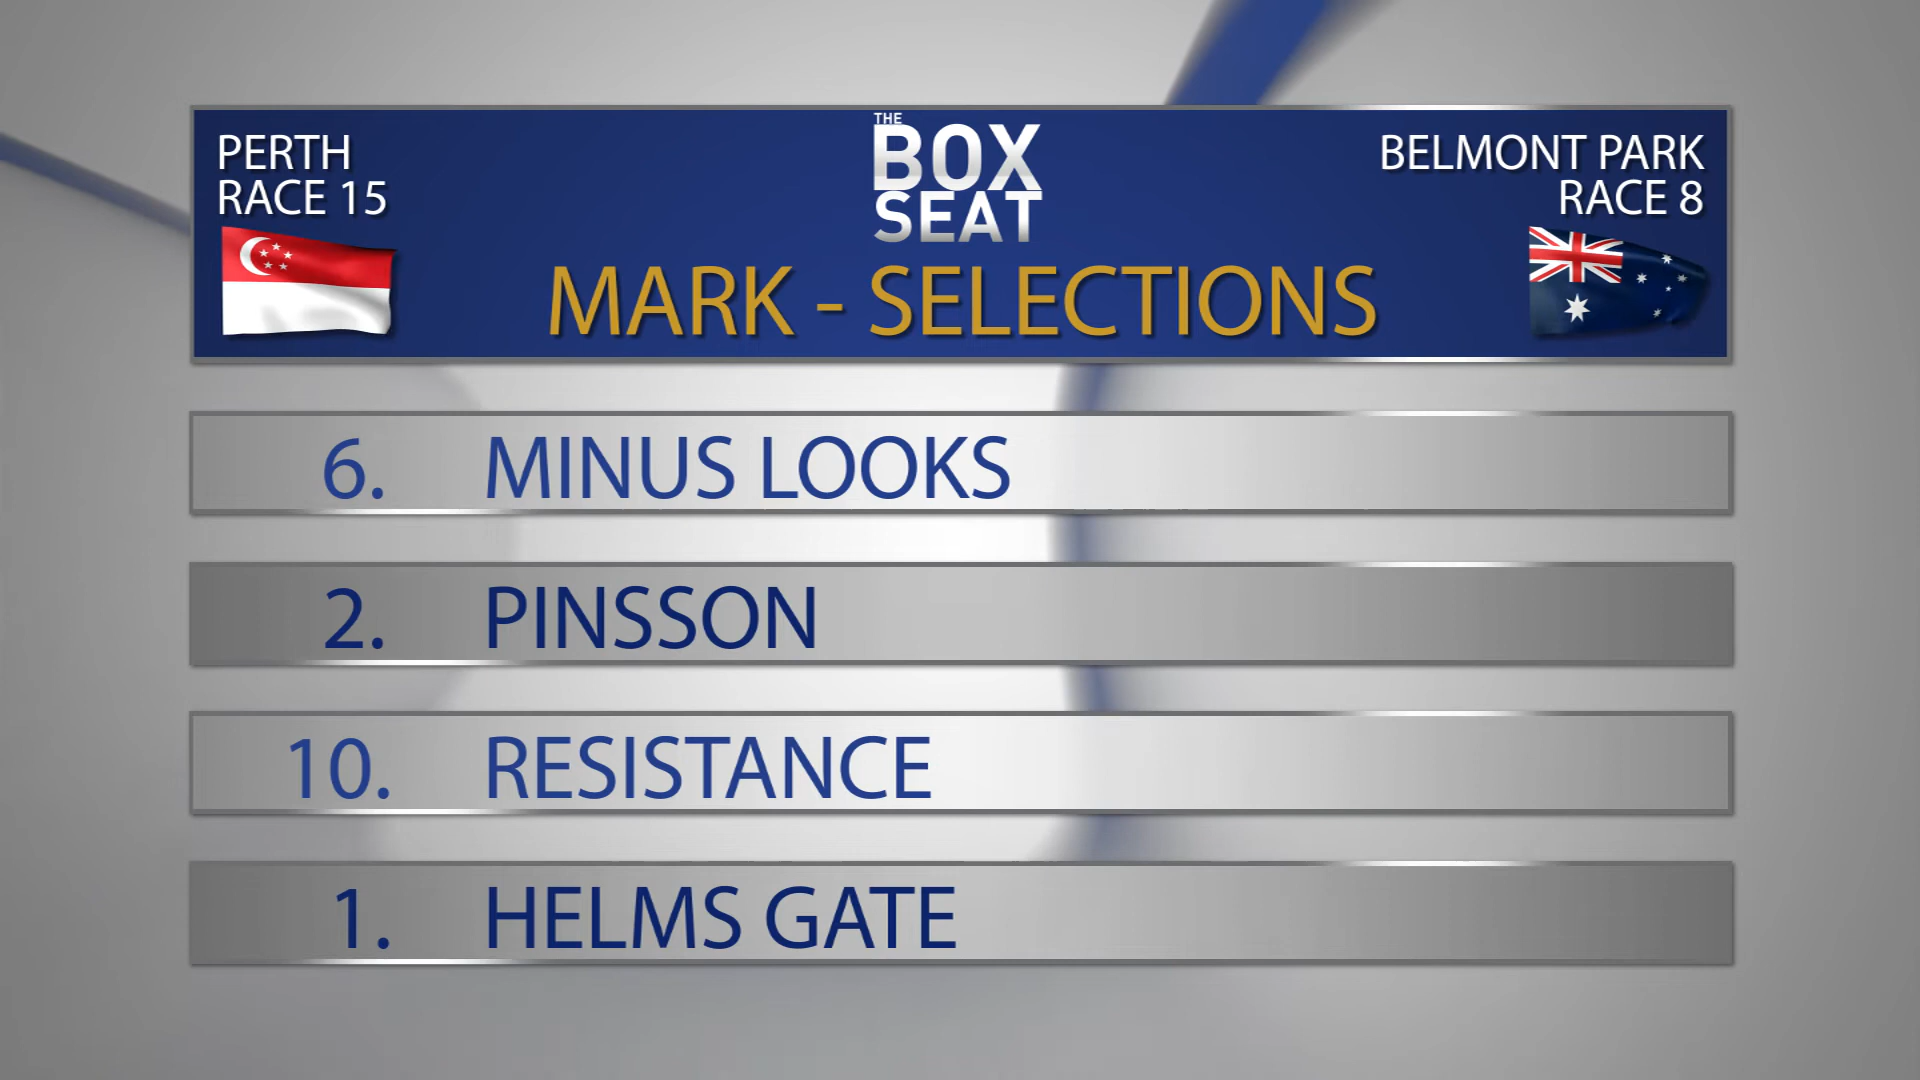 PERTH
RACE 15
THE
BOX
SEAT
BELMONT PARK
RACE 8
MARK - SELECTIONS
6. MINUS LOOKS
2. PINSSON
10. RESISTANCE
1. HELMS GATE